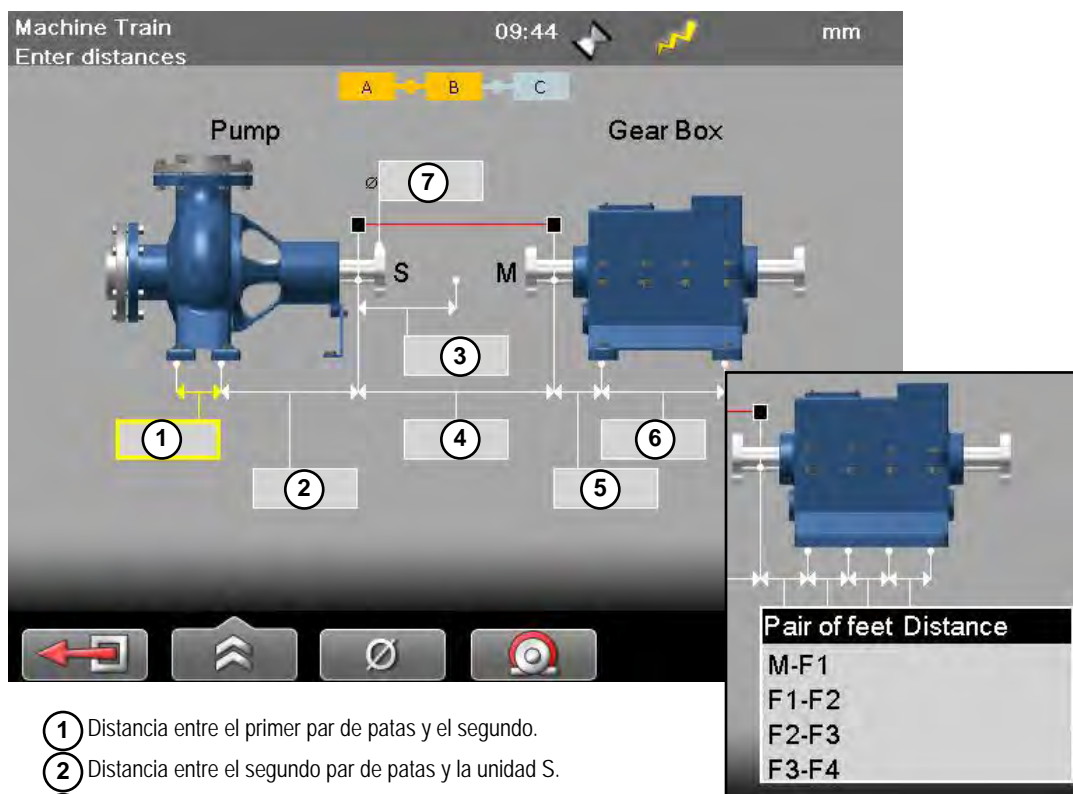 Machine Train
09:44
mm
Enter distances
A B C
Pump
Gear Box
Ø 7
S M
3
1 4 6
2 5
Ø
Pair of feet Distance
M-F1
F1-F2
F2-F3
F3-F4
1 Distancia entre el primer par de patas y el segundo.
2 Distancia entre el segundo par de patas y la unidad S.